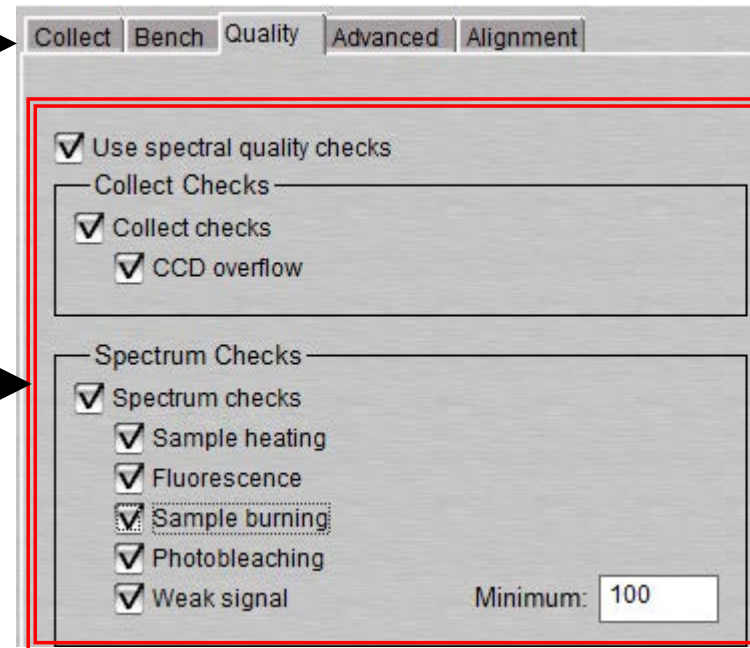 Collect Bench Quality Advanced Alignment
Use spectral quality checks
Collect Checks
Collect checks
CCD overflow
Spectrum Checks
Spectrum checks
Sample heating
Fluorescence
Sample burning
Photobleaching
Weak signal Minimum: 100